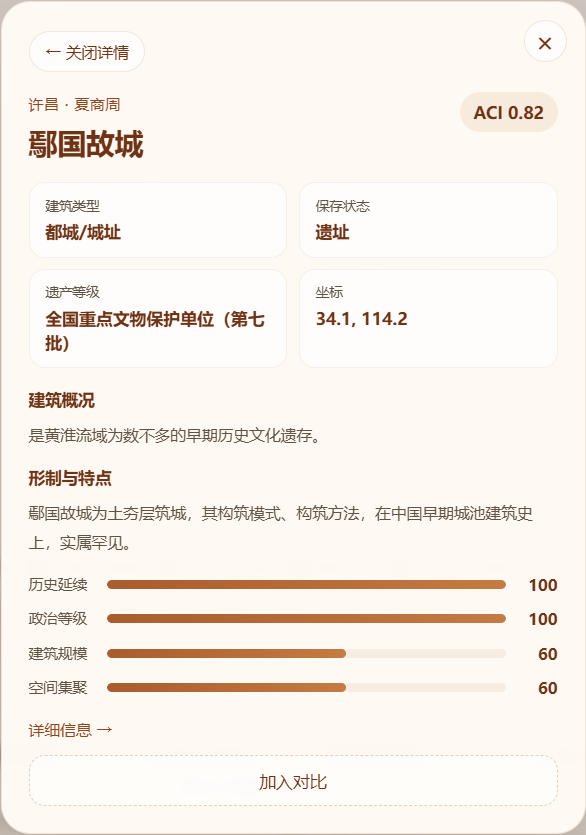 ← 关闭详情
×
许昌 · 夏商周
ACI 0.82
鄢国故城
建筑类型
都城/城址
保存状态
遗址
遗产等级
全国重点文物保护单位（第七
批）
坐标
34.1, 114.2
建筑概况
是黄淮流域为数不多的早期历史文化遗存。
形制与特点
鄢国故城为土夯层筑城，其构筑模式、构筑方法，在中国早期城池建筑史
上，实属罕见。
历史延续 100
政治等级 100
建筑规模 60
空间集聚 60
详细信息 →
加入对比